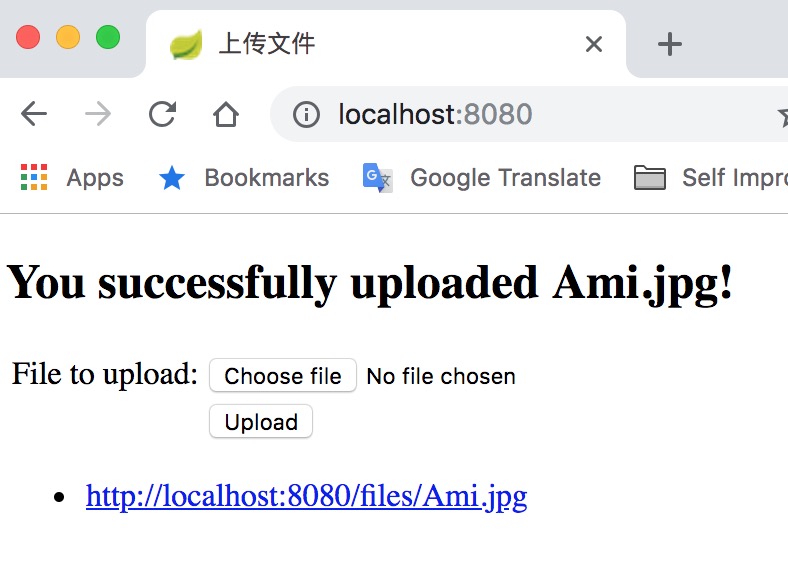 上传文件
localhost:8080
Apps Bookmarks Google Translate Self Impro
You successfully uploaded Ami.jpg!
File to upload: Choose file No file chosen
Upload
http://localhost:8080/files/Ami.jpg